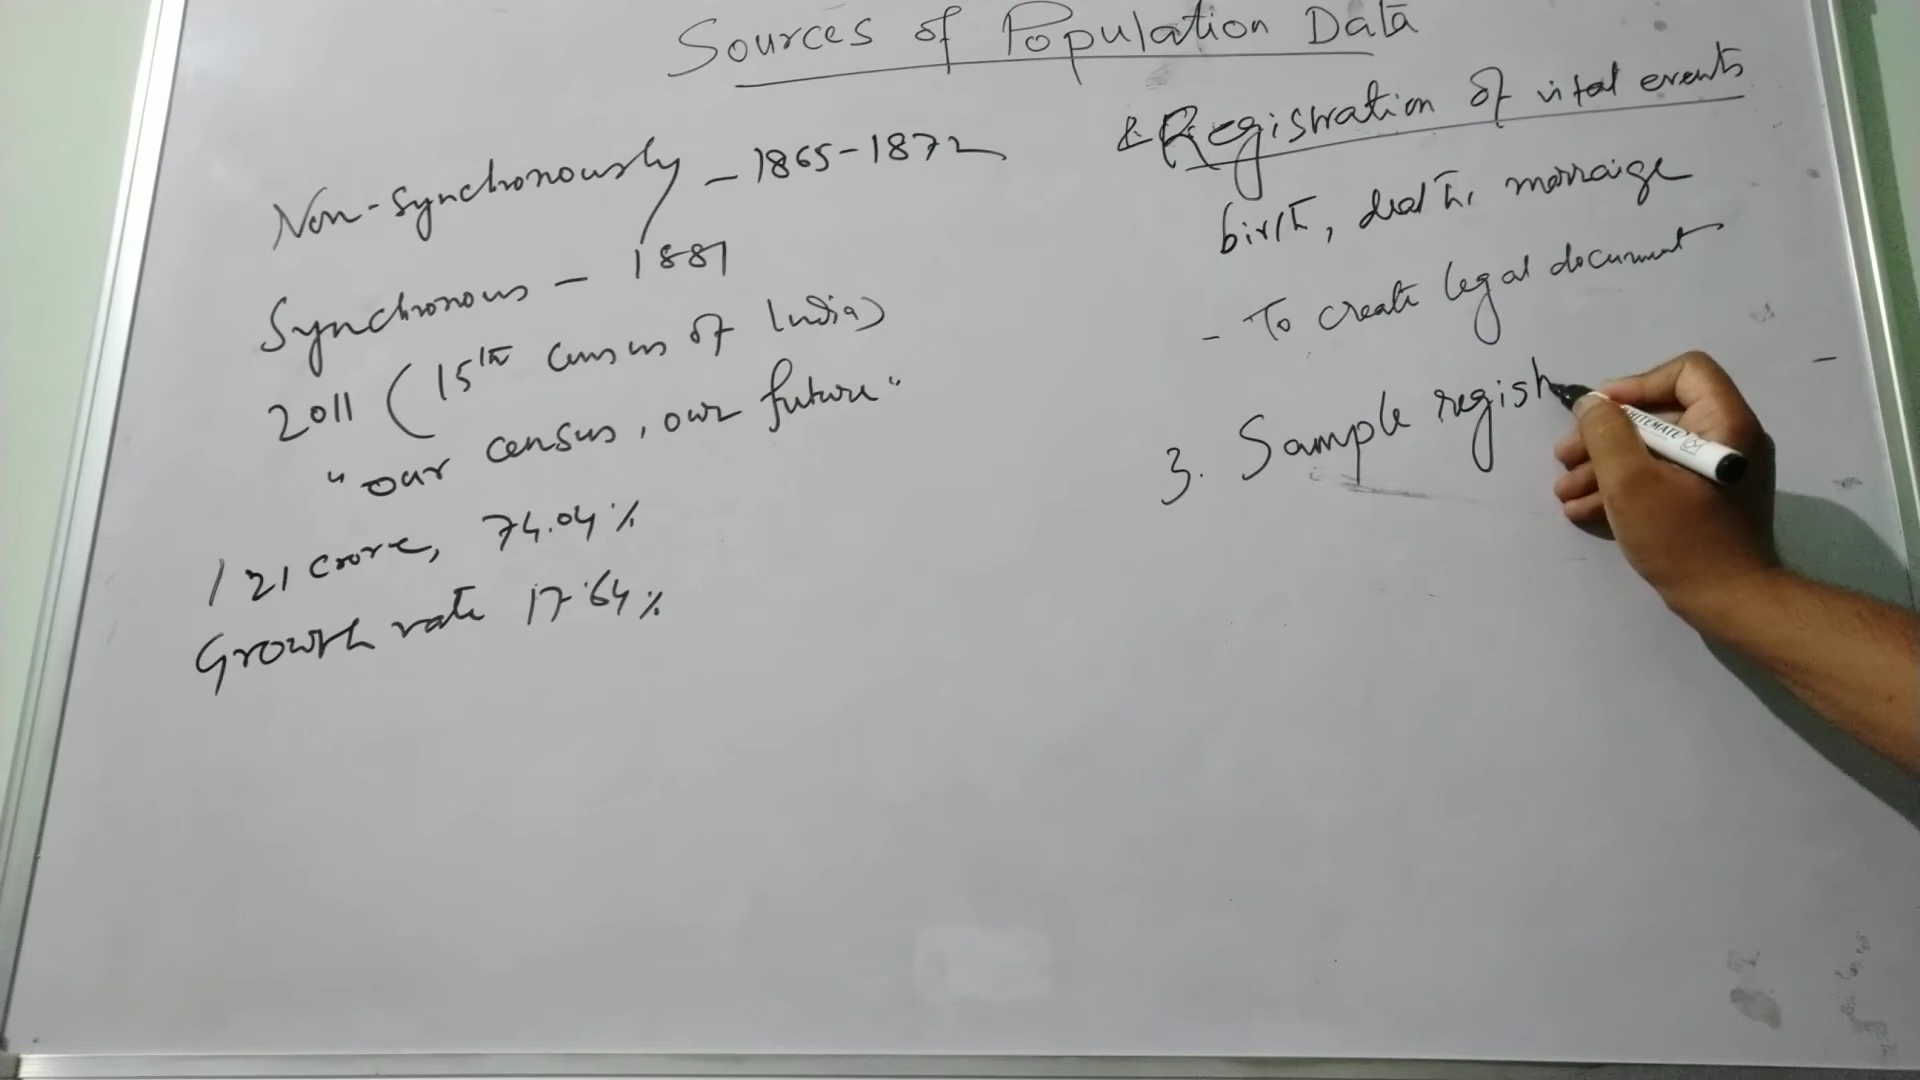 Sources of Population Data
Non-synchronously - 1865-1872
Synchronous - 1881
2011 (15th census of India)
"our census, our future"
121 crore, 74.04%
Growth rate 17.64%
2. Registration of vital events
birth, death, marraige
- To create legal document
3. Sample regist
WHITEMATE